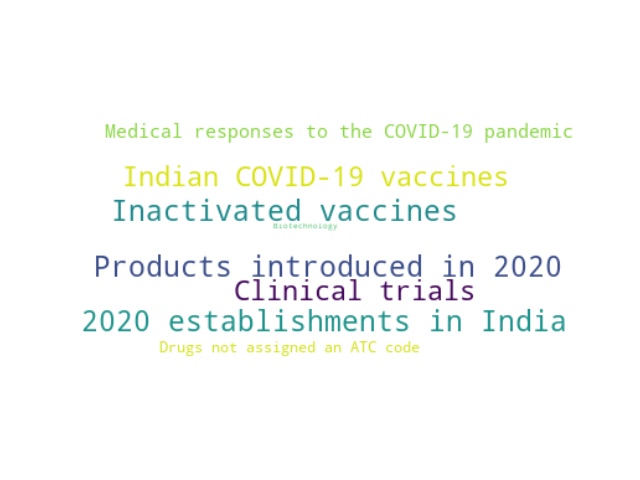 Medical responses to the COVID-19 pandemic
Indian COVID-19 vaccines
Inactivated vaccines
Biotechnology
Products introduced in 2020
Clinical trials
2020 establishments in India
Drugs not assigned an ATC code